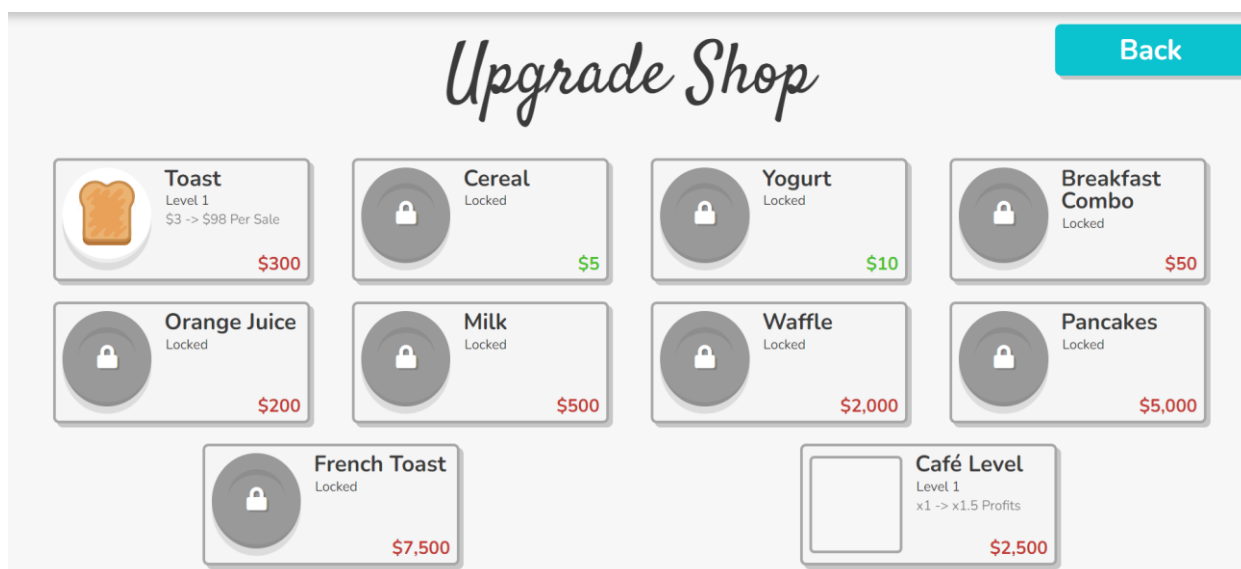 Upgrade Shop
Back
Toast
Level 1
$3 -> $98 Per Sale
$300
Cereal
Locked
$5
Yogurt
Locked
$10
Breakfast
Combo
Locked
$50
Orange Juice
Locked
$200
Milk
Locked
$500
Waffle
Locked
$2,000
Pancakes
Locked
$5,000
French Toast
Locked
$7,500
Café Level
Level 1
x1 -> x1.5 Profits
$2,500